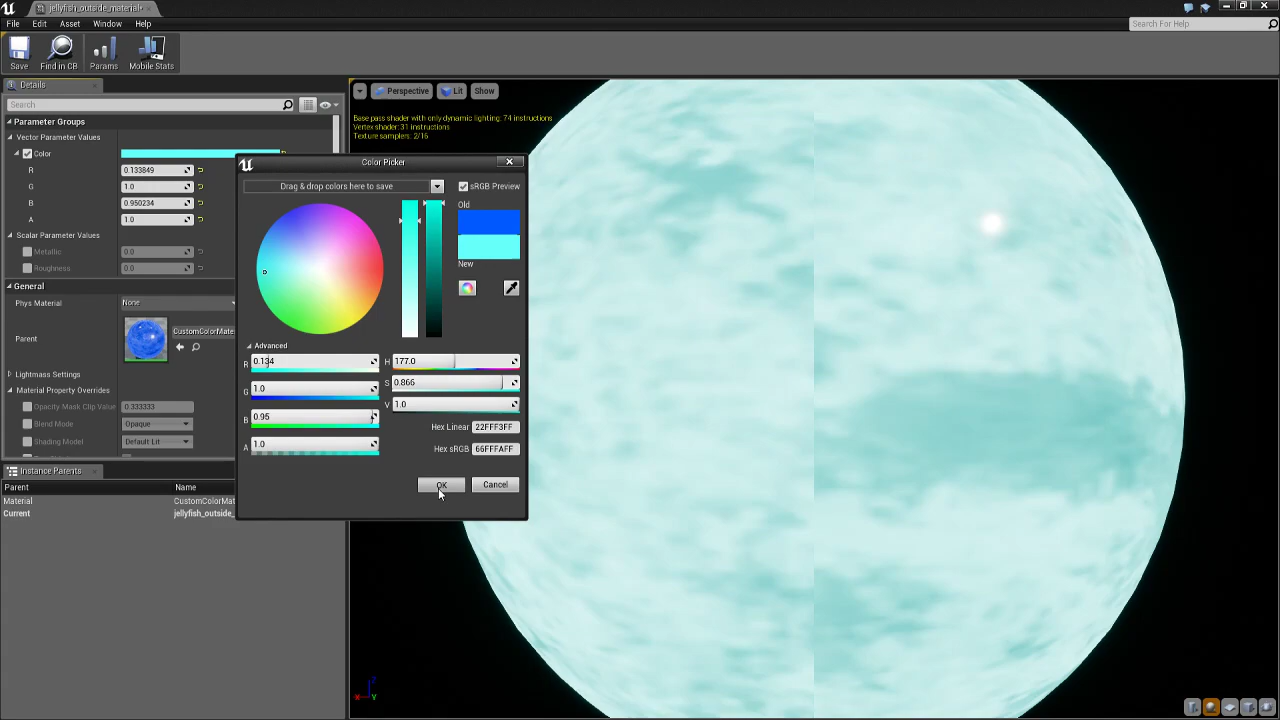 jellyfish_outside_material*
File Edit Asset Window Help
Search For Help
Save Find in CB Params Mobile Stats
Details
Search
Parameter Groups
Vector Parameter Values
Color
R 0.133849
G 1.0
B 0.950234
A 1.0
Scalar Parameter Values
Metallic 0.0
Roughness 0.0
General
Phys Material None
Parent CustomColorMate
Lightmass Settings
Material Property Overrides
Opacity Mask Clip Value 0.333333
Blend Mode Opaque
Shading Model Default Lit
Instance Parents
Parent Name
Material CustomColorMat
Current jellyfish_outside_
Perspective Lit Show
Base pass shader with only dynamic lighting: 74 instructions
Vertex shader: 31 instructions
Texture samplers: 2/16
Color Picker
Drag & drop colors here to save
sRGB Preview
Old
New
Advanced
R 0.134
G 1.0
B 0.95
A 1.0
H 177.0
S 0.866
V 1.0
Hex Linear 22FFF3FF
Hex sRGB 66FFFAFF
OK Cancel
Z
X Y